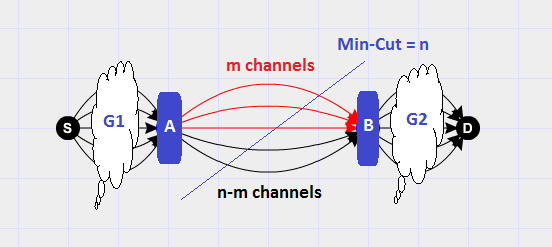 Min-Cut = n
m channels
S
G1
A
B
G2
D
n-m channels